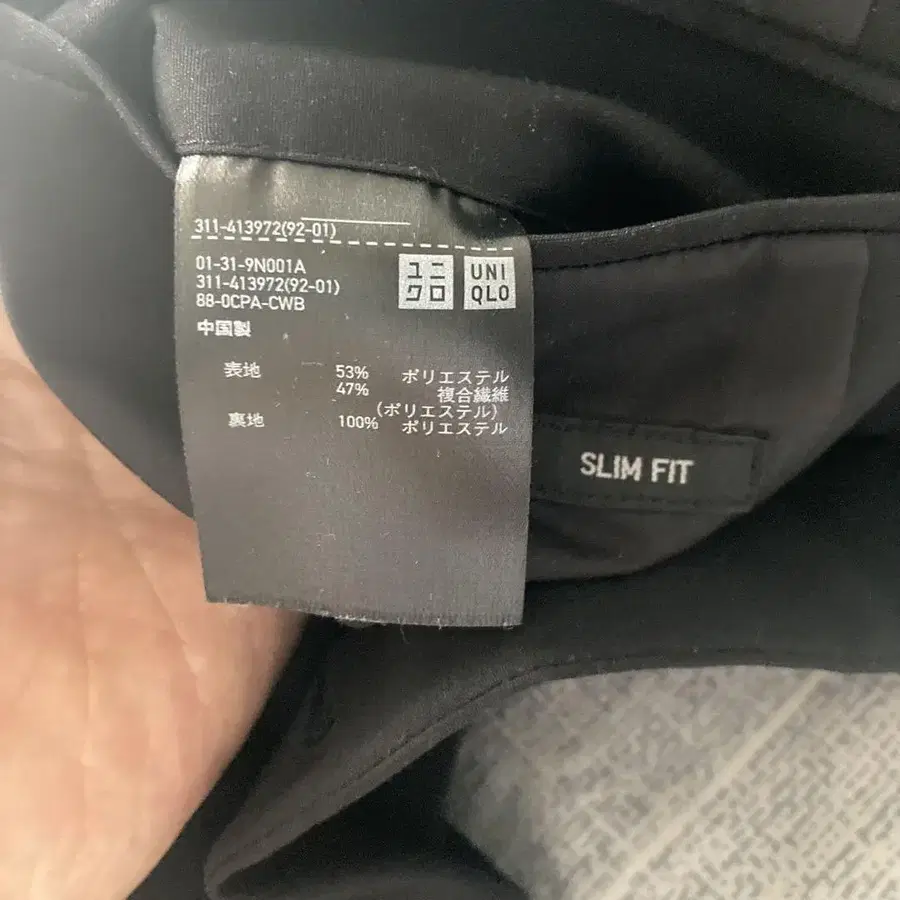 311-413972(92-01)
01-31-9N001A
311-413972(92-01)
88-0CPA-CWB
ユニ
クロ
UNI
QLO
中国製
表地 53% ポリエステル
47% 複合繊維
(ポリエステル)
裏地 100% ポリエステル
SLIM FIT